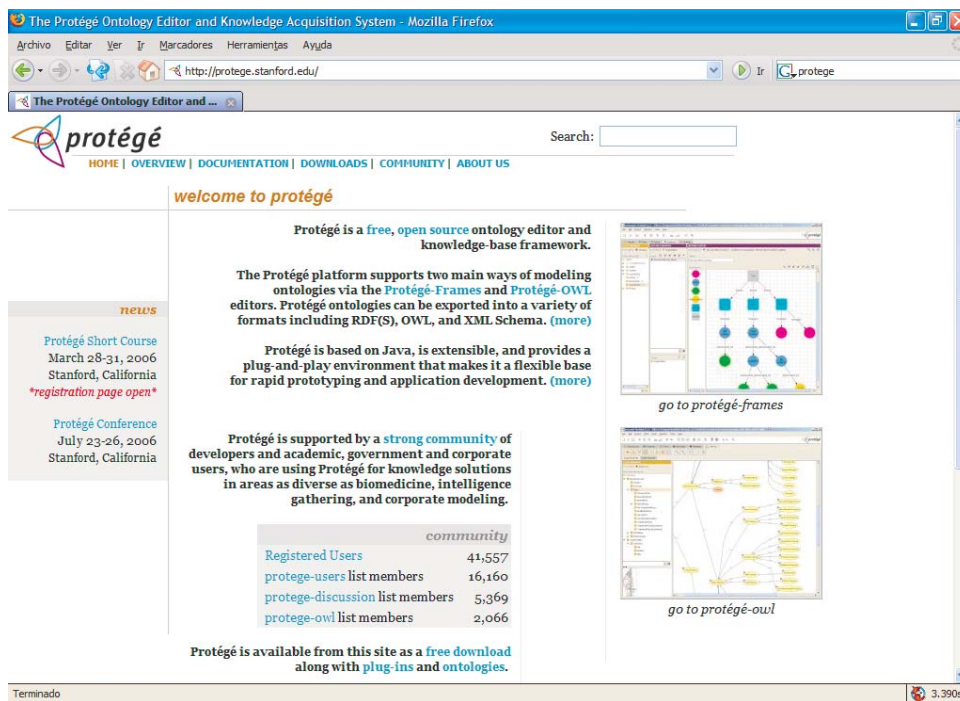 The Protégé Ontology Editor and Knowledge Acquisition System - Mozilla Firefox
Archivo Editar Ver Ir Marcadores Herramientas Ayuda
http://protege.stanford.edu/ Ir protege
The Protégé Ontology Editor and ...
protégé
Search:
HOME | OVERVIEW | DOCUMENTATION | DOWNLOADS | COMMUNITY | ABOUT US
welcome to protégé
news
Protégé Short Course
March 28-31, 2006
Stanford, California
*registration page open*
Protégé Conference
July 23-26, 2006
Stanford, California
Protégé is a free, open source ontology editor and
knowledge-base framework.
The Protégé platform supports two main ways of modeling
ontologies via the Protégé-Frames and Protégé-OWL
editors. Protégé ontologies can be exported into a variety of
formats including RDF(S), OWL, and XML Schema. (more)
Protégé is based on Java, is extensible, and provides a
plug-and-play environment that makes it a flexible base
for rapid prototyping and application development. (more)
Protégé is supported by a strong community of
developers and academic, government and corporate
users, who are using Protégé for knowledge solutions
in areas as diverse as biomedicine, intelligence
gathering, and corporate modeling.
community
Registered Users 41,557
protege-users list members 16,160
protege-discussion list members 5,369
protege-owl list members 2,066
Protégé is available from this site as a free download
along with plug-ins and ontologies.
go to protégé-frames
go to protégé-owl
Terminado
3.390s